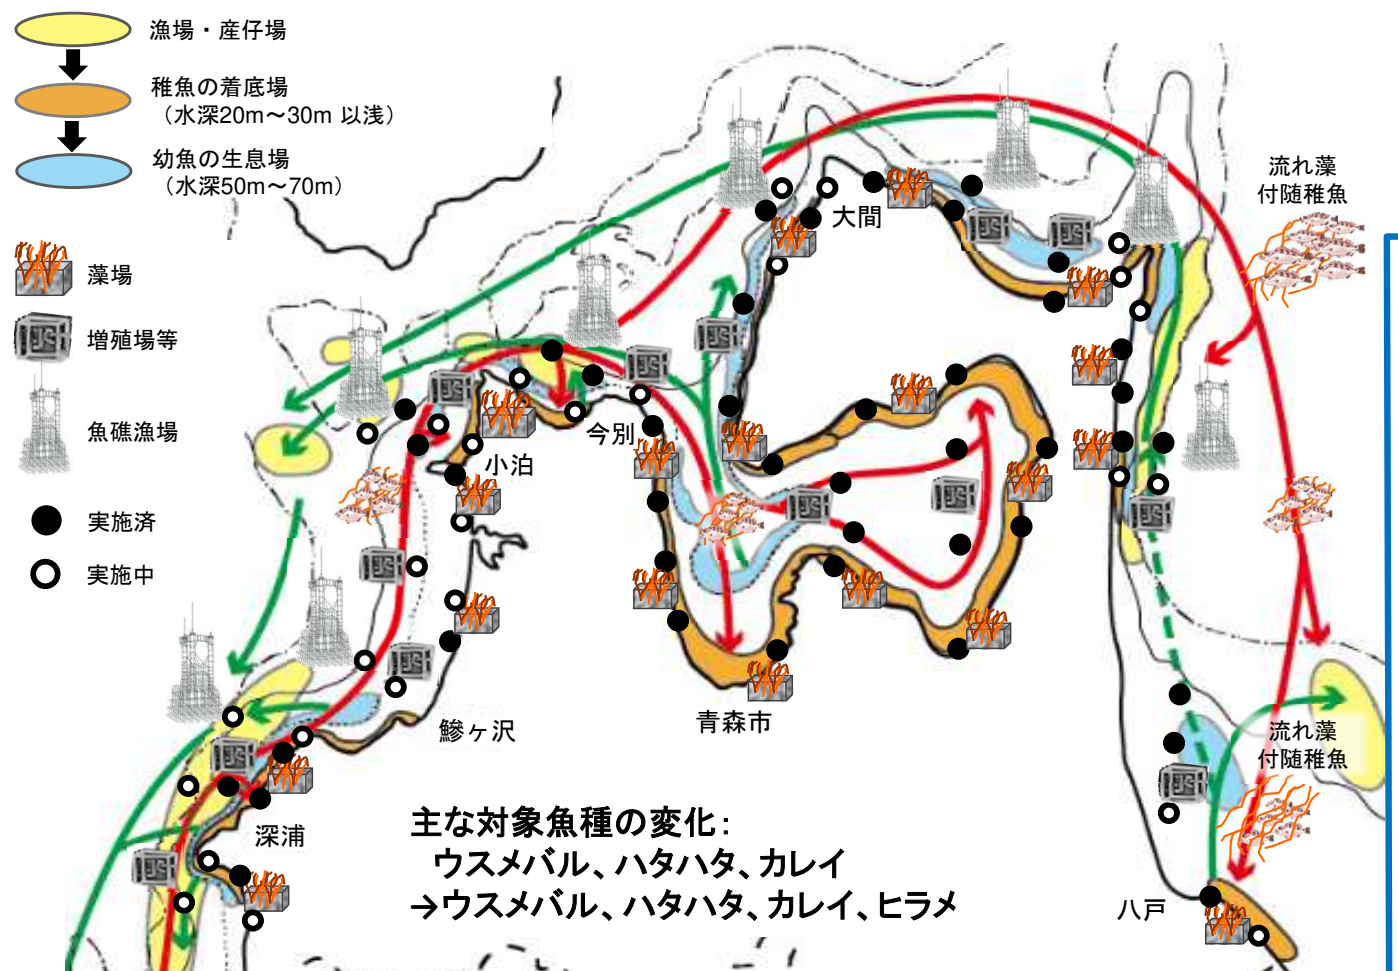 漁場・産仔場
稚魚の着底場
（水深20m～30m 以浅）
幼魚の生息場
（水深50m～70m）
藻場
増殖場等
魚礁漁場
実施済
実施中
大間
流れ藻
付随稚魚
今別
小泊
鰺ヶ沢
青森市
深浦
流れ藻
付随稚魚
八戸
主な対象魚種の変化：
ウスメバル、ハタハタ、カレイ
→ウスメバル、ハタハタ、カレイ、ヒラメ